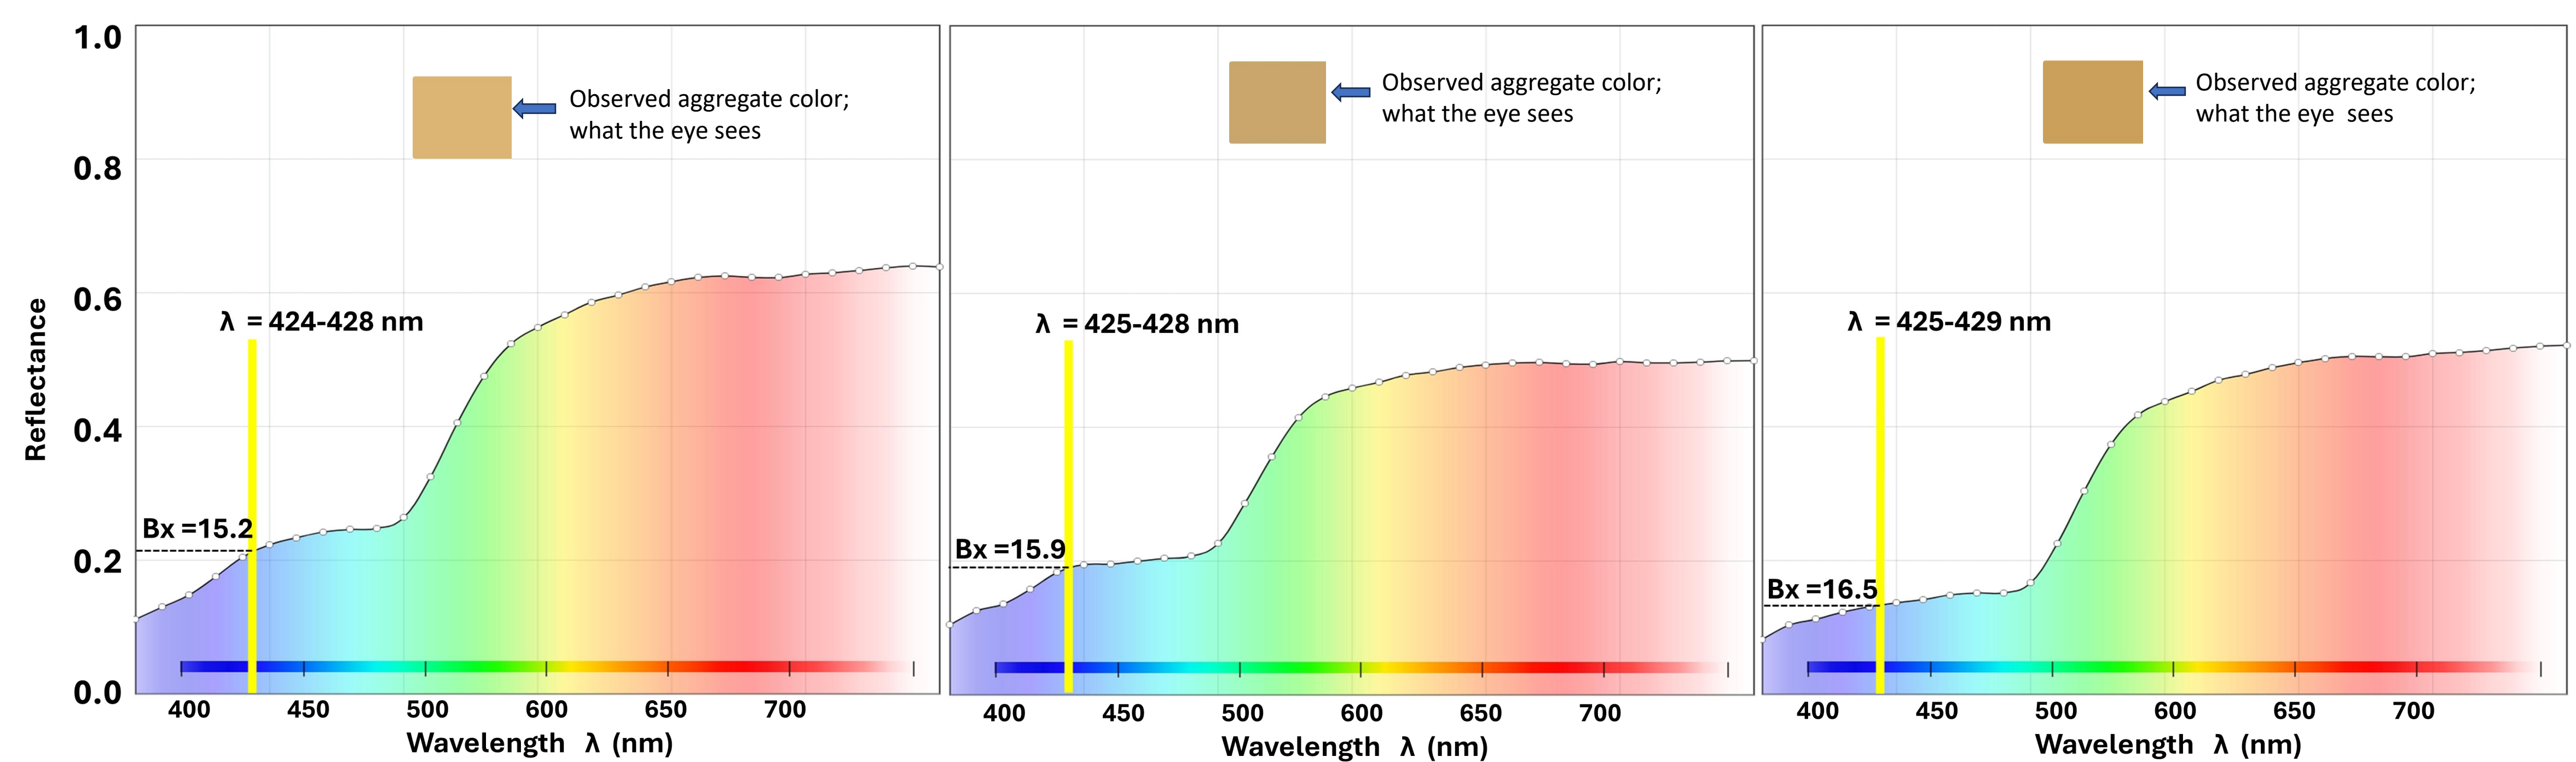 1.0
0.8
0.6
0.4
0.2
0.0
Reflectance
Observed aggregate color;
what the eye sees
λ = 424-428 nm
Bx =15.2
400 450 500 600 650 700
Wavelength λ (nm)
Observed aggregate color;
what the eye sees
λ = 425-428 nm
Bx =15.9
400 450 500 600 650 700
Wavelength λ (nm)
Observed aggregate color;
what the eye sees
λ = 425-429 nm
Bx =16.5
400 450 500 600 650 700
Wavelength λ (nm)